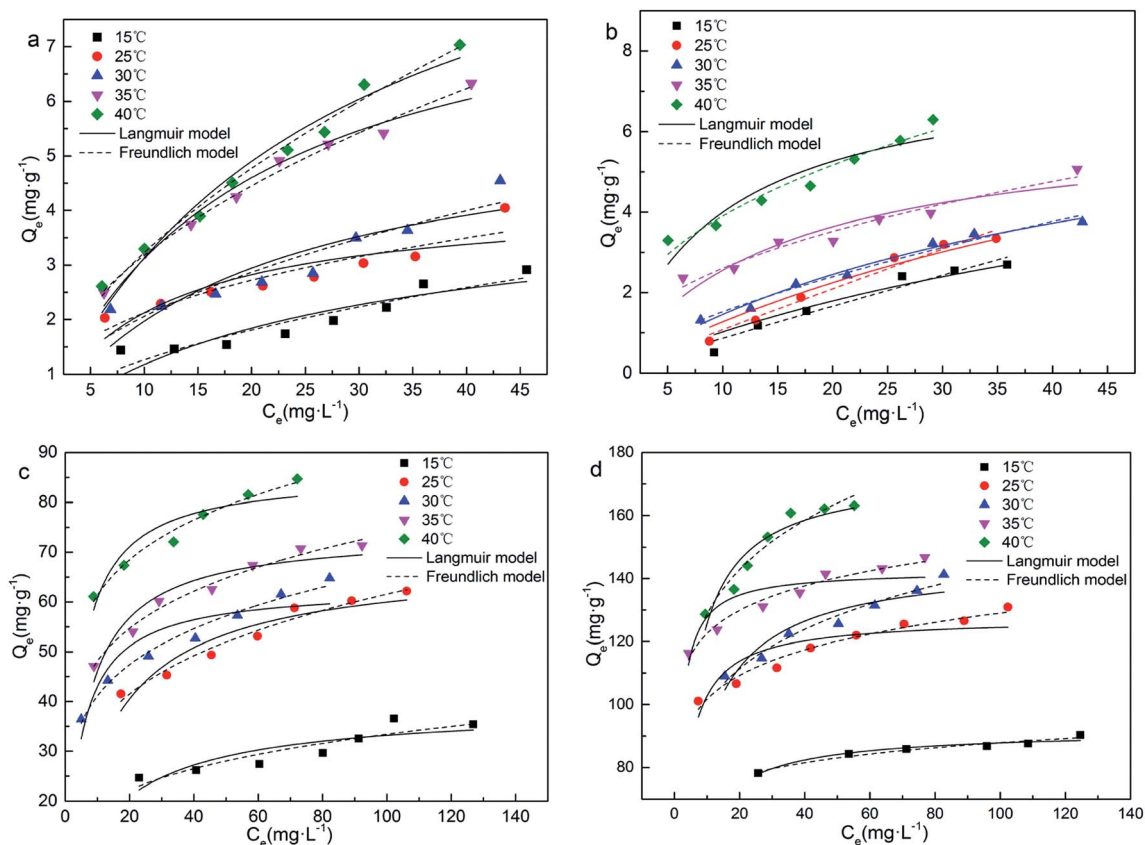 a
15℃
25℃
30℃
35℃
40℃
Langmuir model
Freundlich model
Qe(mg·g-1)
7
6
5
4
3
2
1
5 10 15 20 25 30 35 40 45
Ce(mg·L-1)
b
15℃
25℃
30℃
35℃
40℃
Langmuir model
Freundlich model
Qe(mg·g-1)
8
6
4
2
0
5 10 15 20 25 30 35 40 45
Ce(mg·L-1)
c
15℃
25℃
30℃
35℃
40℃
Langmuir model
Freundlich model
Qe(mg·g-1)
90
80
70
60
50
40
30
20
0 20 40 60 80 100 120 140
Ce(mg·L-1)
d
15℃
25℃
30℃
35℃
40℃
Langmuir model
Freundlich model
Qe(mg·g-1)
180
160
140
120
100
80
0 20 40 60 80 100 120 140
Ce(mg·L-1)